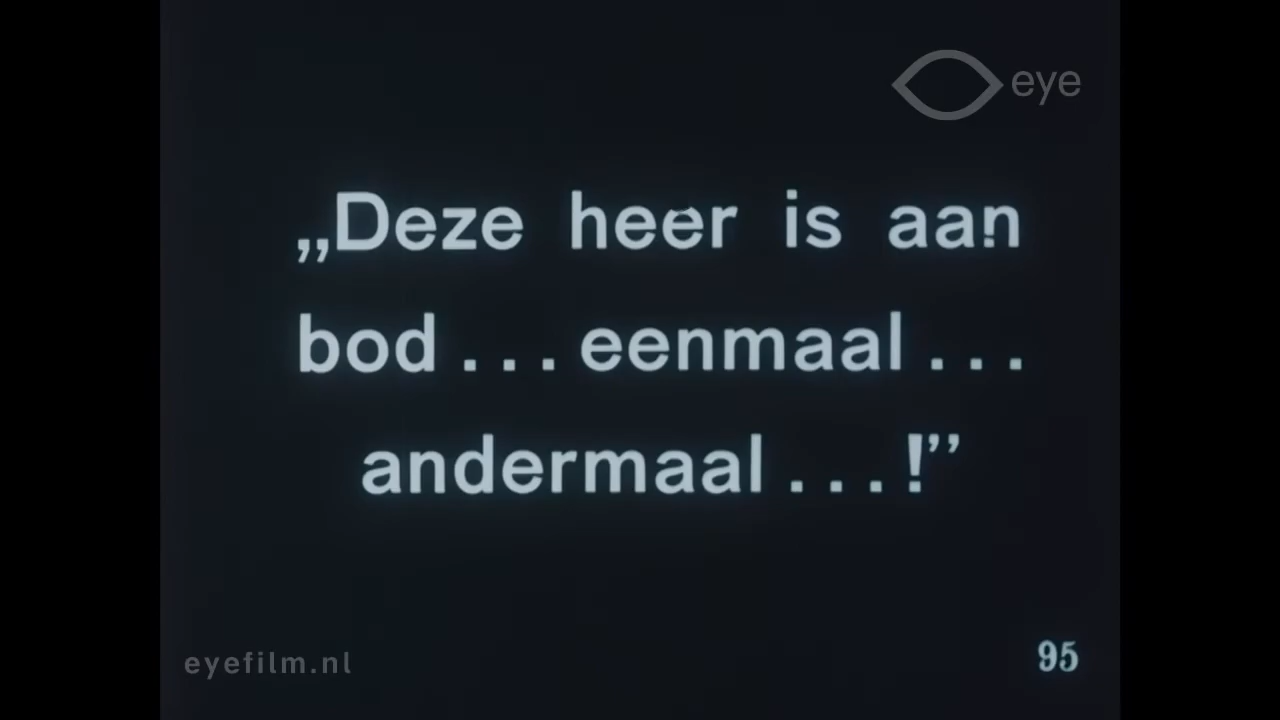 eye
„Deze heer is aan
bod ... eenmaal ...
andermaal ...!”
eyefilm.nl
95